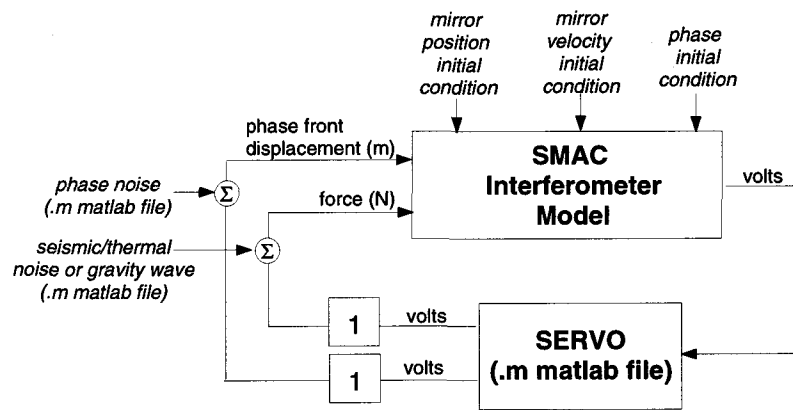 mirror
position
initial
condition
mirror
velocity
initial
condition
phase
initial
condition
phase front
displacement (m)
SMAC
Interferometer
Model
volts
phase noise
(.m matlab file)
Σ
force (N)
seismic/thermal
noise or gravity wave
(.m matlab file)
Σ
1
volts
SERVO
(.m matlab file)
1
volts